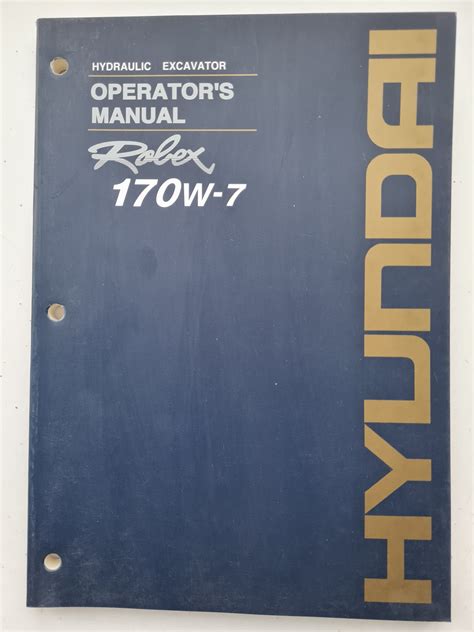 HYDRAULIC EXCAVATOR
OPERATOR'S
MANUAL
Robex
170W-7
HYUNDAI